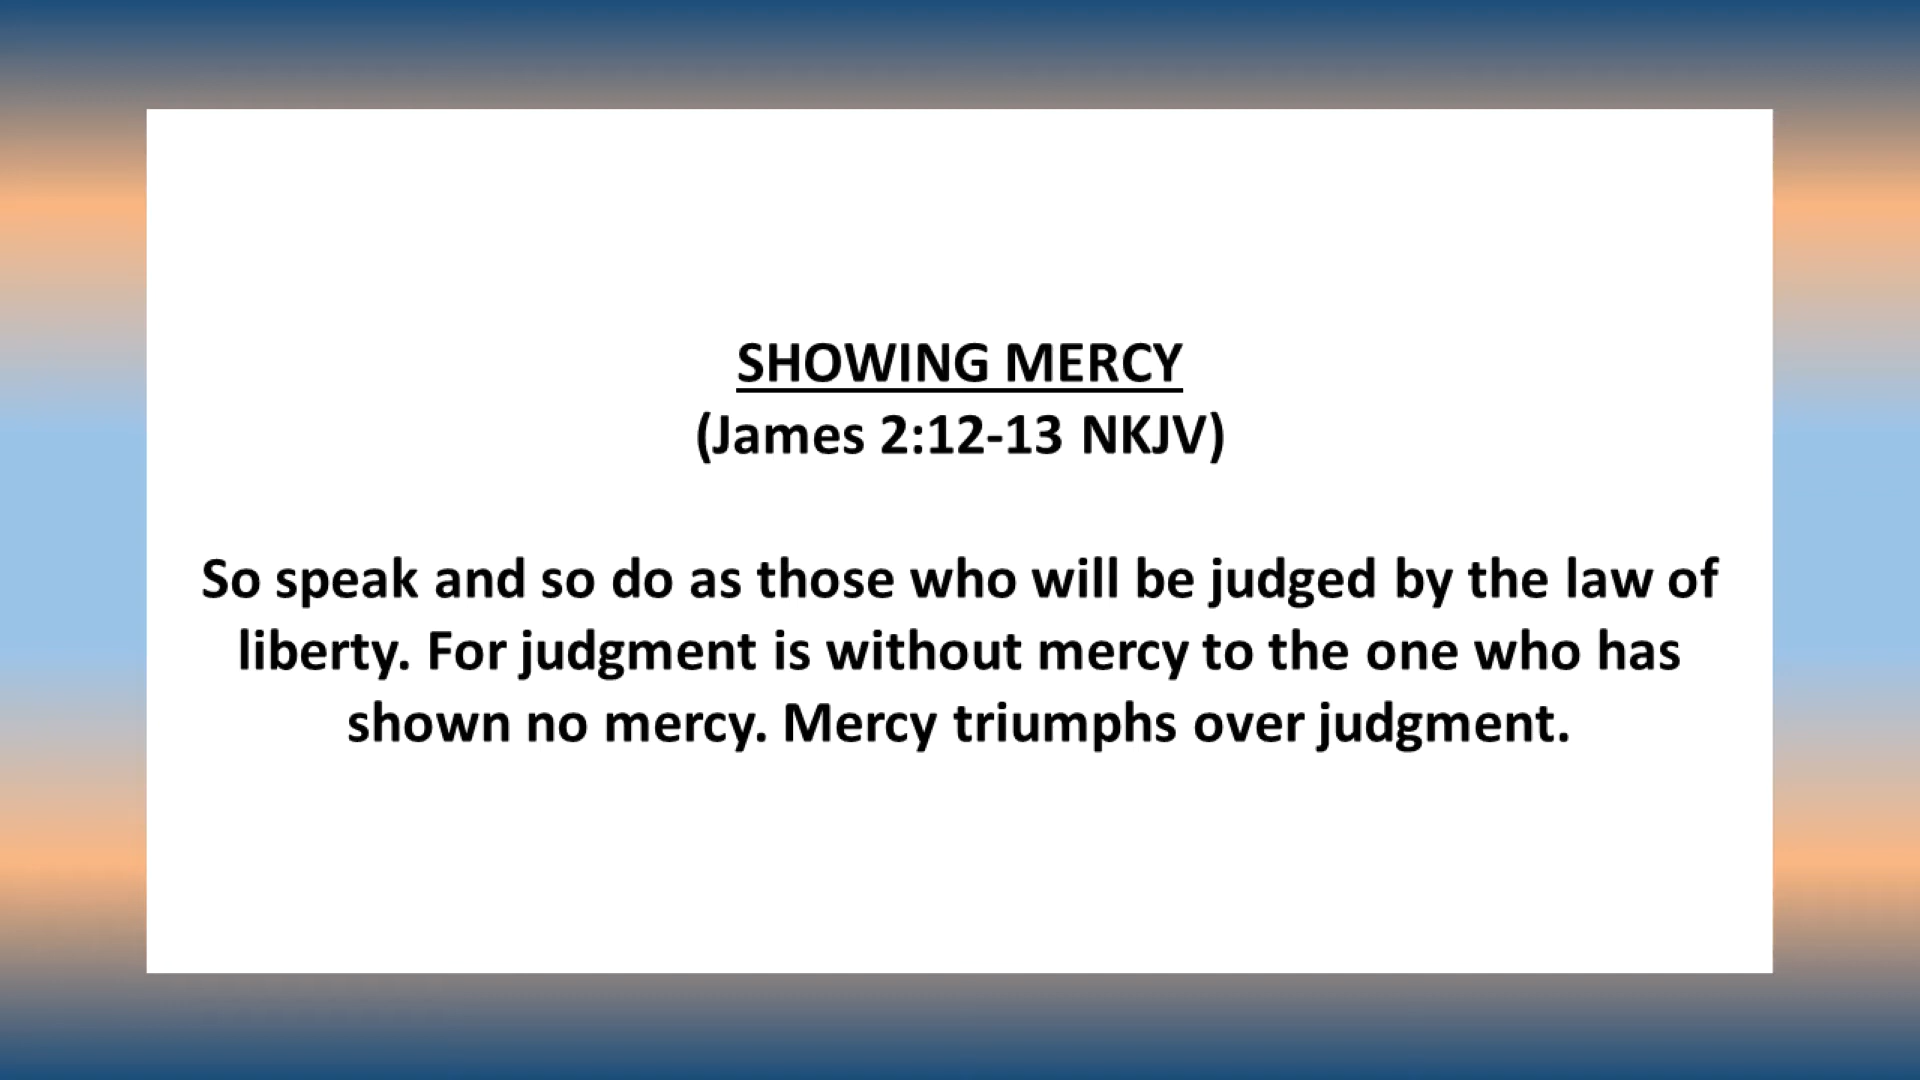 SHOWING MERCY
(James 2:12-13 NKJV)
So speak and so do as those who will be judged by the law of
liberty. For judgment is without mercy to the one who has
shown no mercy. Mercy triumphs over judgment.